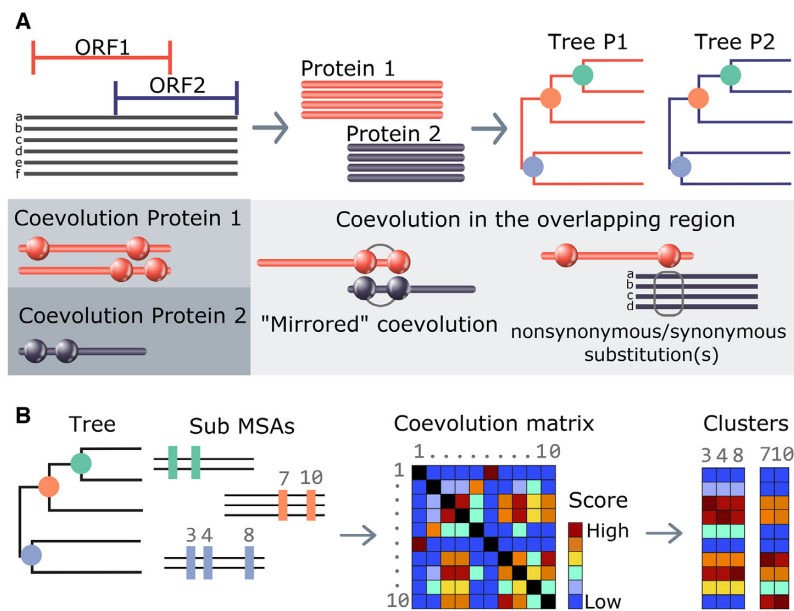 A
ORF1
ORF2
a
b
c
d
e
f
Protein 1
Protein 2
Tree P1
Tree P2
Coevolution Protein 1
Coevolution Protein 2
Coevolution in the overlapping region
"Mirrored" coevolution
a
b
c
d
nonsynonymous/synonymous
substitution(s)
B
Tree
Sub MSAs
7 10
3 4 8
Coevolution matrix
1 . . . . . . . . 10
1
.
.
.
.
.
.
.
.
10
Score
High
Low
Clusters
3 4 8 710